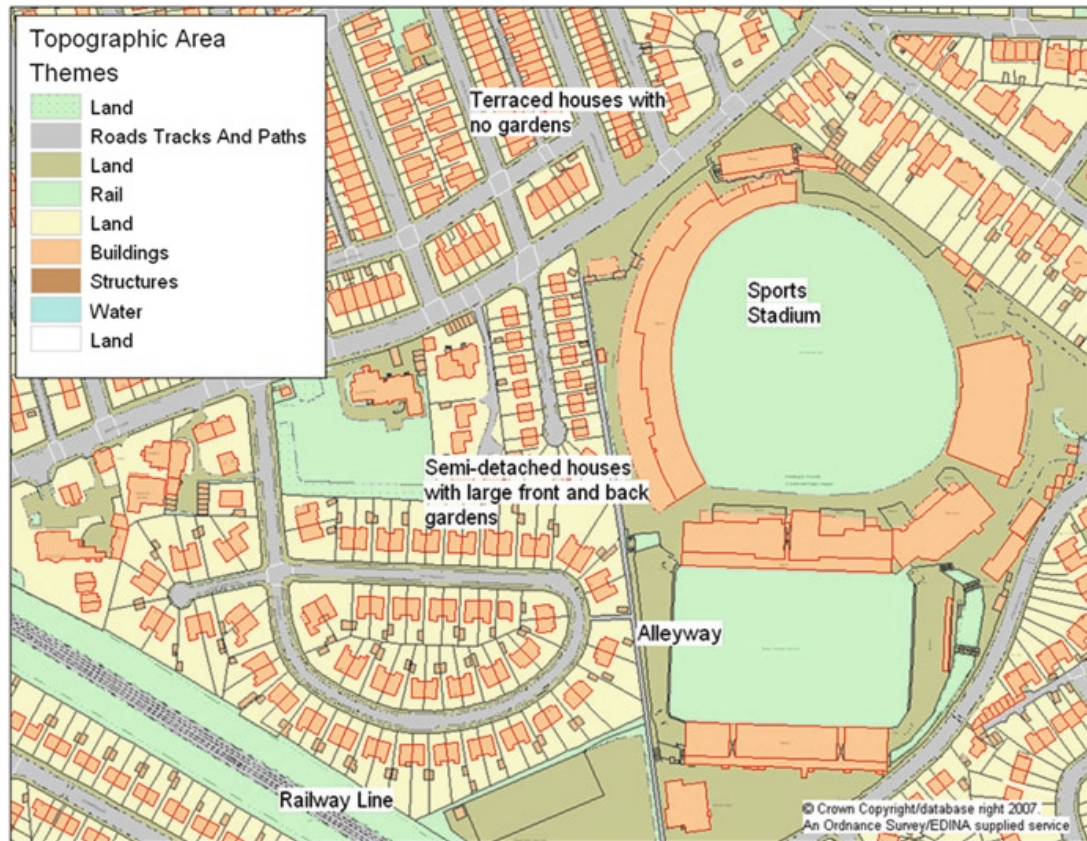 Topographic Area
Themes
Land
Roads Tracks And Paths
Land
Rail
Land
Buildings
Structures
Water
Land
Terraced houses with
no gardens
Sports
Stadium
Semi-detached houses
with large front and back
gardens
Alleyway
Railway Line
© Crown Copyright/database right 2007.
An Ordnance Survey/EDINA supplied service